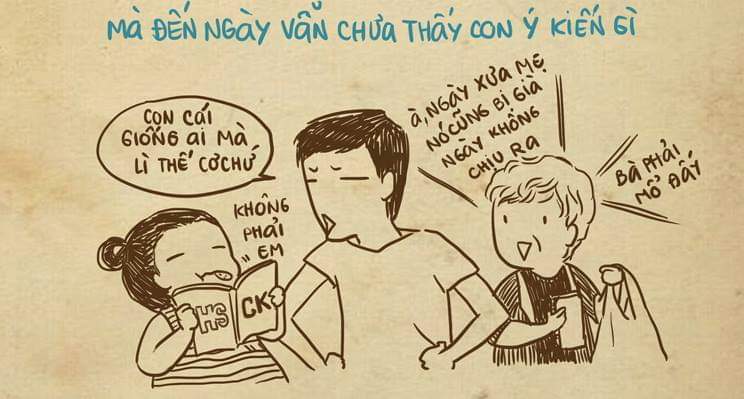 MÀ ĐẾN NGÀY VẪN CHƯA THẤY CON Ý KIẾN GÌ
CON CÁI
GIỐNG AI MÀ
LÌ THẾ CƠ CHỨ
KHÔNG
PHẢI
EM
HS
CK
À, NGÀY XƯA MẸ
NÓ CŨNG BỊ GIÀ
NGÀY KHÔNG
CHỊU RA
BÀ PHẢI
MỔ ĐẤY